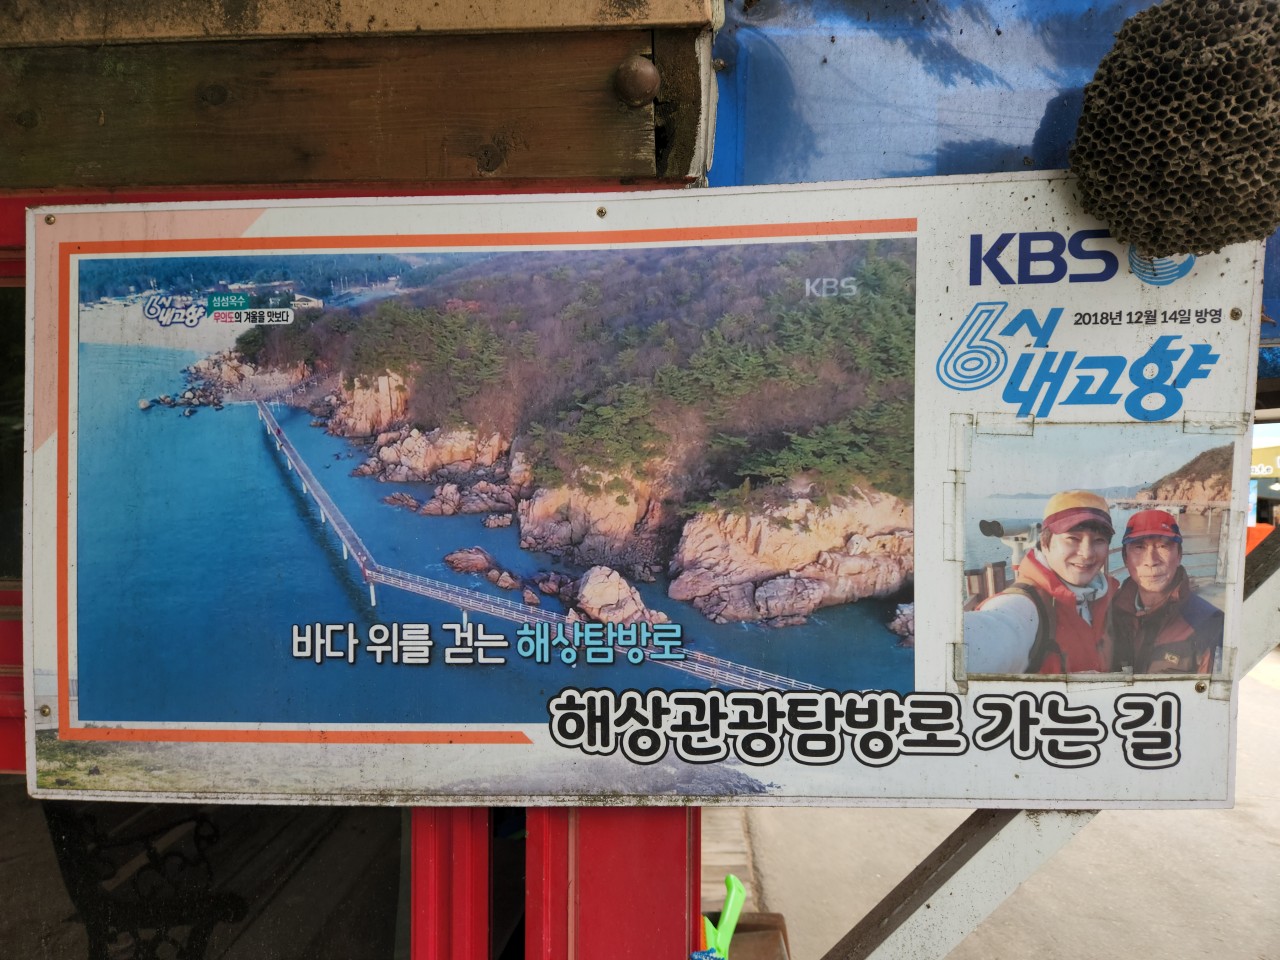 6시 내고향
섬섬옥수
무의도의 겨울을 맛보다
KBS
바다 위를 걷는 해상탐방로
해상관광탐방로 가는 길
KBS
2018년 12월 14일 방영
6시 내고향